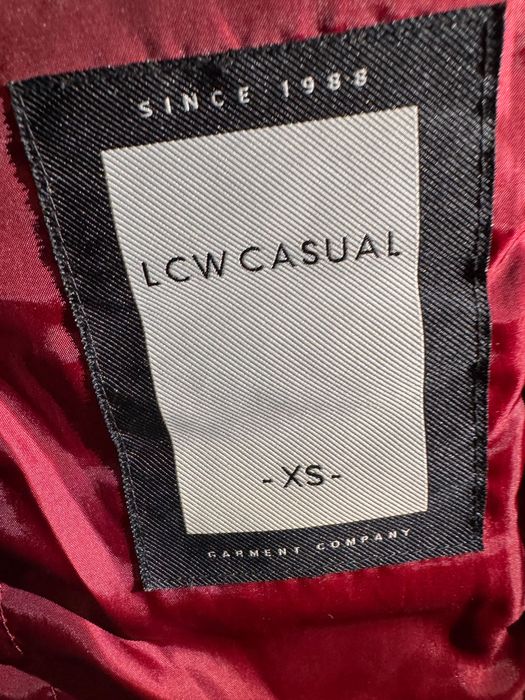 SINCE 1988
LCW CASUAL
-XS-
GARMENT COMPANY